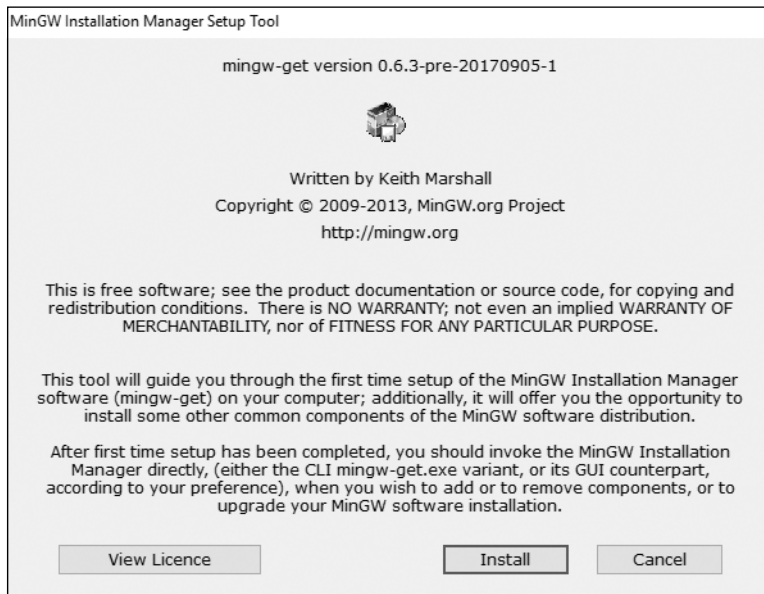 MinGW Installation Manager Setup Tool
mingw-get version 0.6.3-pre-20170905-1
Written by Keith Marshall
Copyright © 2009-2013, MinGW.org Project
http://mingw.org
This is free software; see the product documentation or source code, for copying and
redistribution conditions.  There is NO WARRANTY; not even an implied WARRANTY OF
MERCHANTABILITY, nor of FITNESS FOR ANY PARTICULAR PURPOSE.
This tool will guide you through the first time setup of the MinGW Installation Manager
software (mingw-get) on your computer; additionally, it will offer you the opportunity to
install some other common components of the MinGW software distribution.
After first time setup has been completed, you should invoke the MinGW Installation
Manager directly, (either the CLI mingw-get.exe variant, or its GUI counterpart,
according to your preference), when you wish to add or to remove components, or to
upgrade your MinGW software installation.
View Licence
Install
Cancel